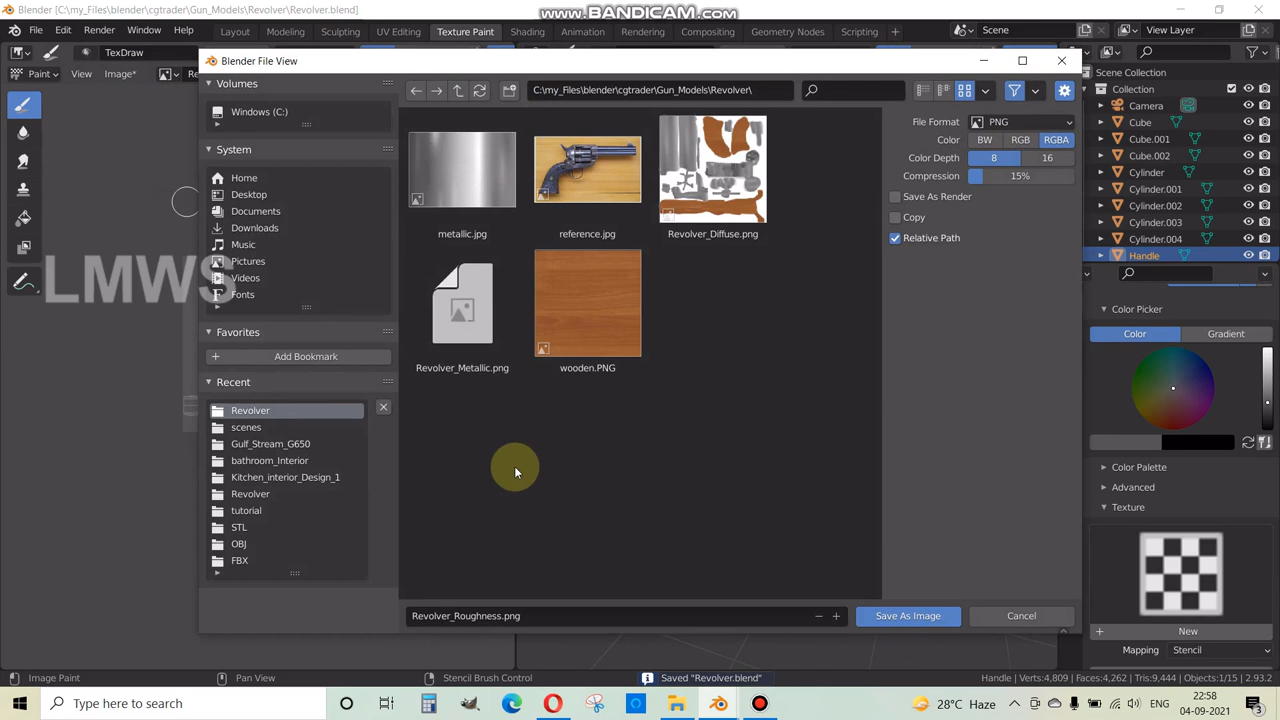 Blender [C:\my_Files\blender\cgtrader\Gun_Models\Revolver\Revolver.blend]
WWW.BANDICAM.COM
File Edit Render Window Help
Layout Modeling Sculpting UV Editing Texture Paint Shading Animation Rendering Compositing Geometry Nodes Scripting +
Scene
View Layer
TexDraw
Paint View Image* Re
Blender File View
Volumes
Windows (C:)
System
Home
Desktop
Documents
Downloads
Music
Pictures
Videos
Fonts
Favorites
Add Bookmark
Recent
Revolver
scenes
Gulf_Stream_G650
bathroom_Interior
Kitchen_interior_Design_1
Revolver
tutorial
STL
OBJ
FBX
C:\my_Files\blender\cgtrader\Gun_Models\Revolver\
metallic.jpg
reference.jpg
Revolver_Diffuse.png
Revolver_Metallic.png
wooden.PNG
Revolver_Roughness.png
Save As Image
Cancel
File Format PNG
Color BW RGB RGBA
Color Depth 8 16
Compression 15%
Save As Render
Copy
Relative Path
LMWS
Scene Collection
Collection
Camera
Cube
Cube.001
Cube.002
Cylinder
Cylinder.001
Cylinder.002
Cylinder.003
Cylinder.004
Handle
Color Picker
Color Gradient
Color Palette
Advanced
Texture
New
Mapping Stencil
Image Paint
Pan View
Stencil Brush Control
Saved "Revolver.blend"
Handle | Verts:4,809 | Faces:4,262 | Tris:9,444 | Objects:1/15 | 2.93.2
Type here to search
28°C Haze
22:58
04-09-2021
3